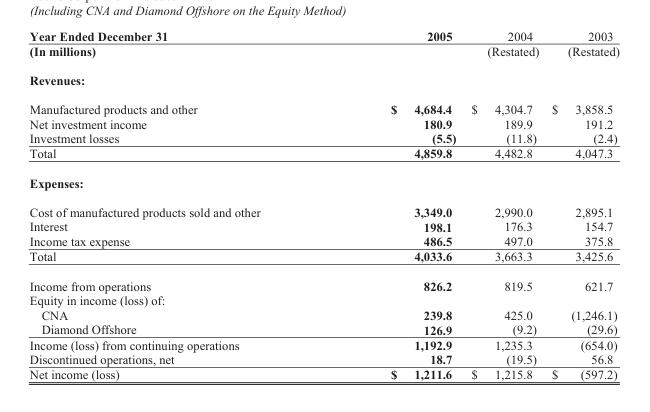 (Including CNA and Diamond Offshore on the Equity Method)
Year Ended December 31 2005 2004 2003
(In millions) (Restated) (Restated)
Revenues:
Manufactured products and other $ 4,684.4 $ 4,304.7 $ 3,858.5
Net investment income 180.9 189.9 191.2
Investment losses (5.5) (11.8) (2.4)
Total 4,859.8 4,482.8 4,047.3
Expenses:
Cost of manufactured products sold and other 3,349.0 2,990.0 2,895.1
Interest 198.1 176.3 154.7
Income tax expense 486.5 497.0 375.8
Total 4,033.6 3,663.3 3,425.6
Income from operations 826.2 819.5 621.7
Equity in income (loss) of:
CNA 239.8 425.0 (1,246.1)
Diamond Offshore 126.9 (9.2) (29.6)
Income (loss) from continuing operations 1,192.9 1,235.3 (654.0)
Discontinued operations, net 18.7 (19.5) 56.8
Net income (loss) $ 1,211.6 $ 1,215.8 $ (597.2)